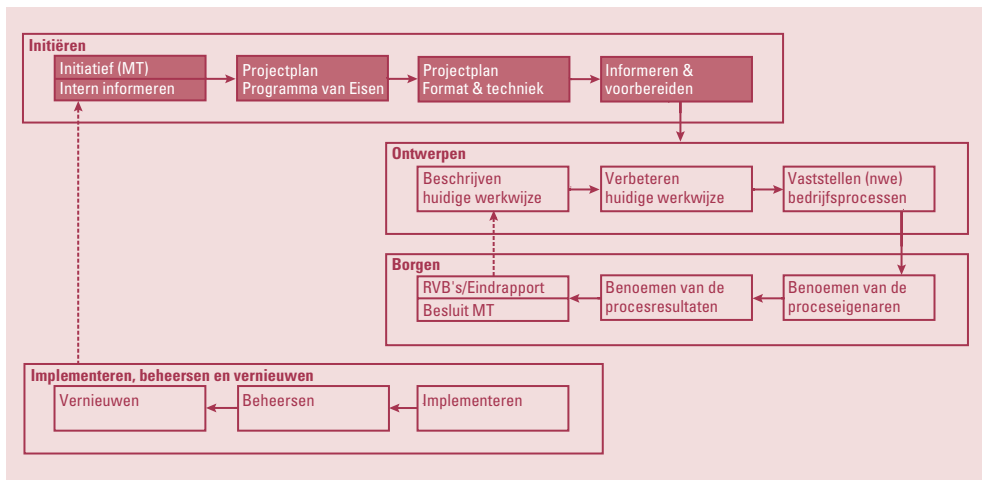 Initiëren
Initiatief (MT)
Intern informeren
Projectplan
Programma van Eisen
Projectplan
Format & techniek
Informeren &
voorbereiden
Ontwerpen
Beschrijven
huidige werkwijze
Verbeteren
huidige werkwijze
Vaststellen (nwe)
bedrijfsprocessen
Borgen
RVB's/Eindrapport
Besluit MT
Benoemen van de
procesresultaten
Benoemen van de
proceseigenaren
Implementeren, beheersen en vernieuwen
Vernieuwen
Beheersen
Implementeren